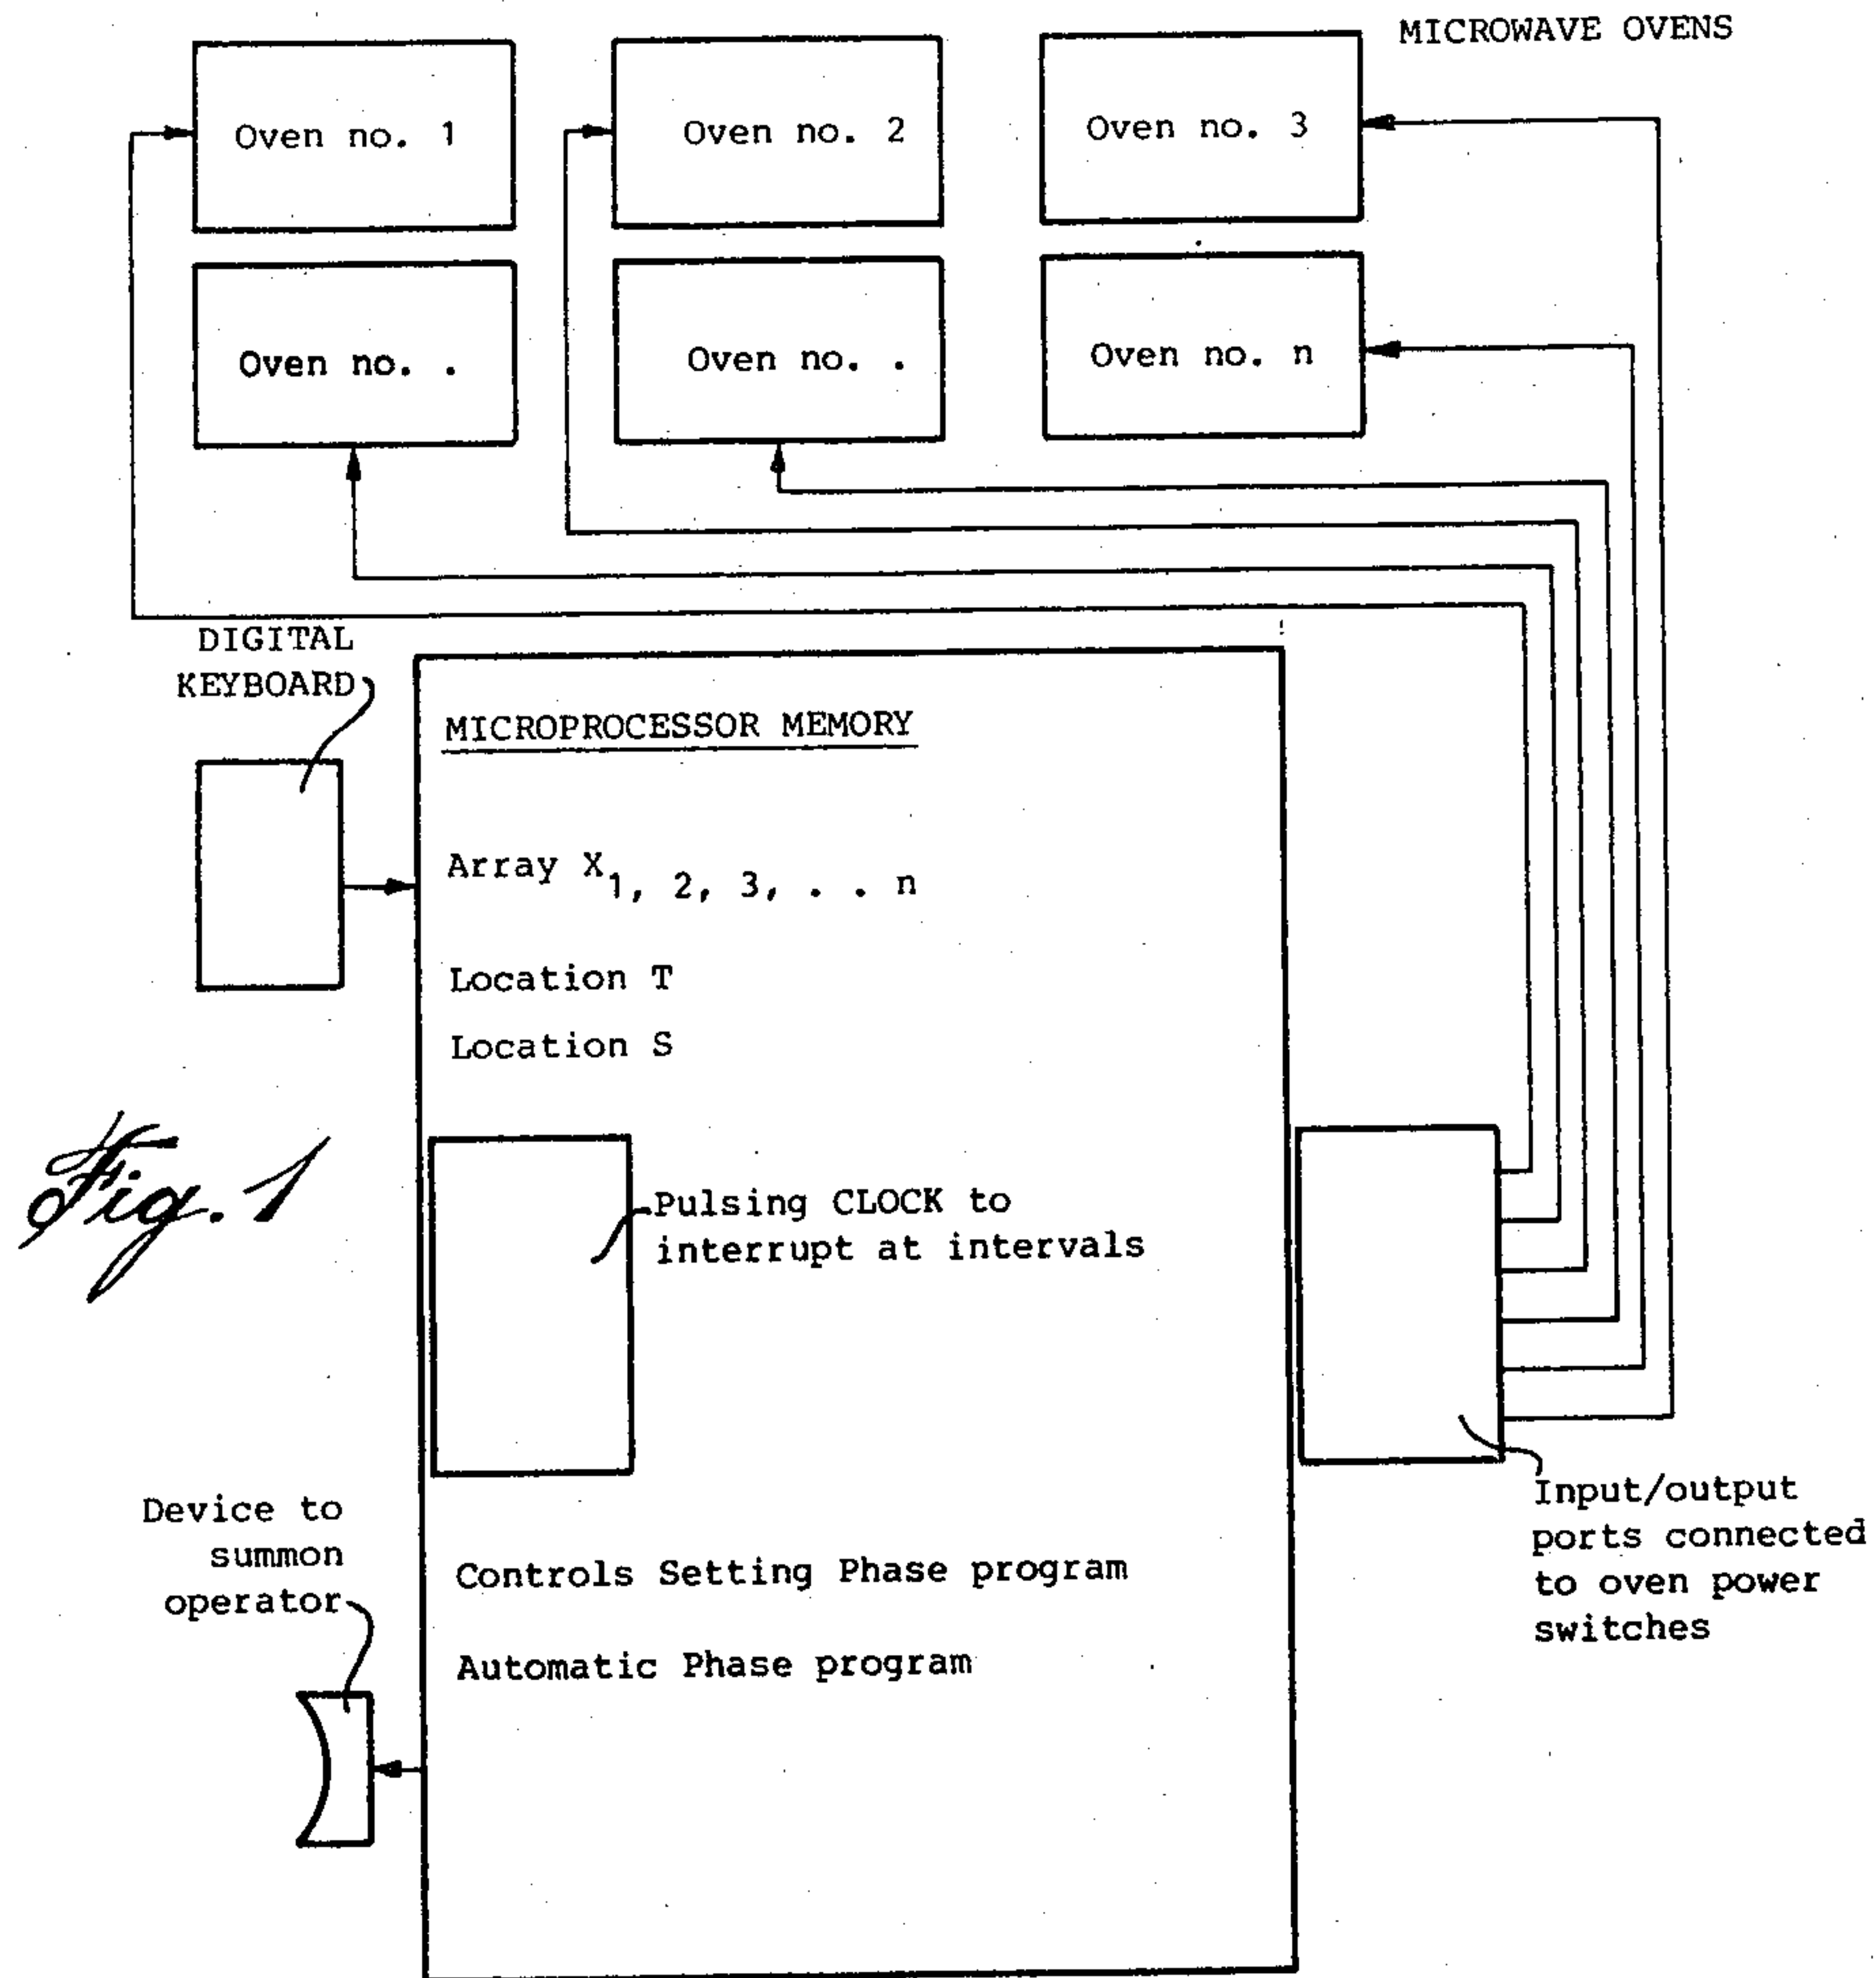 MICROWAVE OVENS
Oven no. 1
Oven no. 2
Oven no. 3
Oven no. .
Oven no. .
Oven no. n
DIGITAL
KEYBOARD
MICROPROCESSOR MEMORY
Array X1, 2, 3, . . n
Location T
Location S
Fig. 1
Pulsing CLOCK to
interrupt at intervals
Input/output
ports connected
to oven power
switches
Device to
summon
operator
Controls Setting Phase program
Automatic Phase program